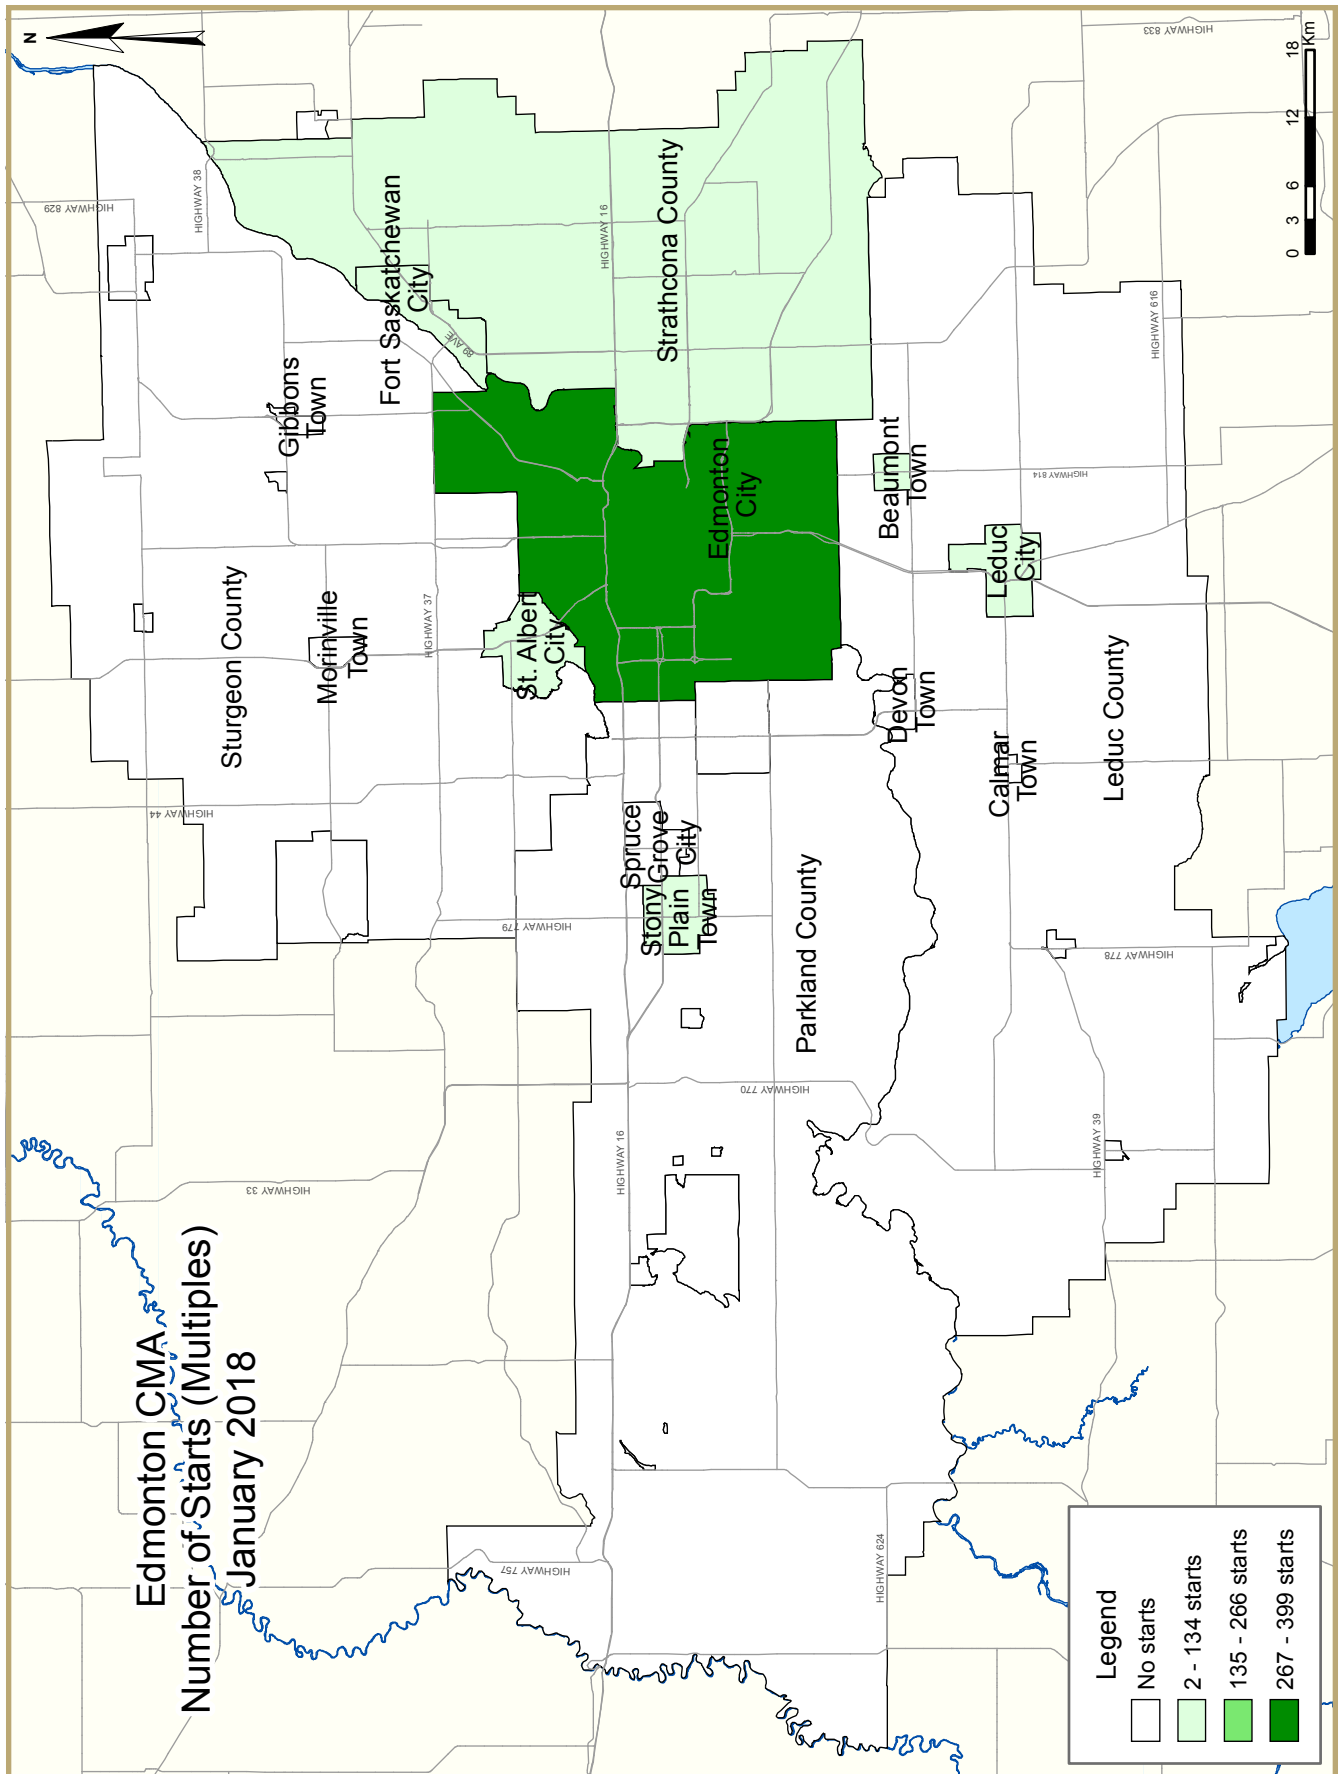 Edmonton CMA
Number of Starts (Multiples)
January 2018
N
HIGHWAY 833
HIGHWAY 829
HIGHWAY 38
Fort Saskatchewan
City
HIGHWAY 16
Strathcona County
89 AVE
Gibbons
Town
HIGHWAY 616
Edmonton
City
Beaumont
Town
HIGHWAY 814
Leduc
City
Sturgeon County
Morinville
Town
HIGHWAY 37
St. Albert
City
Devon
Town
Calmar
Town
Leduc County
HIGHWAY 44
Spruce
Grove
City
Stony
Plain
Town
HIGHWAY 779
Parkland County
HIGHWAY 778
HIGHWAY 770
HIGHWAY 16
HIGHWAY 39
HIGHWAY 33
HIGHWAY 757
HIGHWAY 624
0 3 6 12 18
Km
Legend
No starts
2 - 134 starts
135 - 266 starts
267 - 399 starts